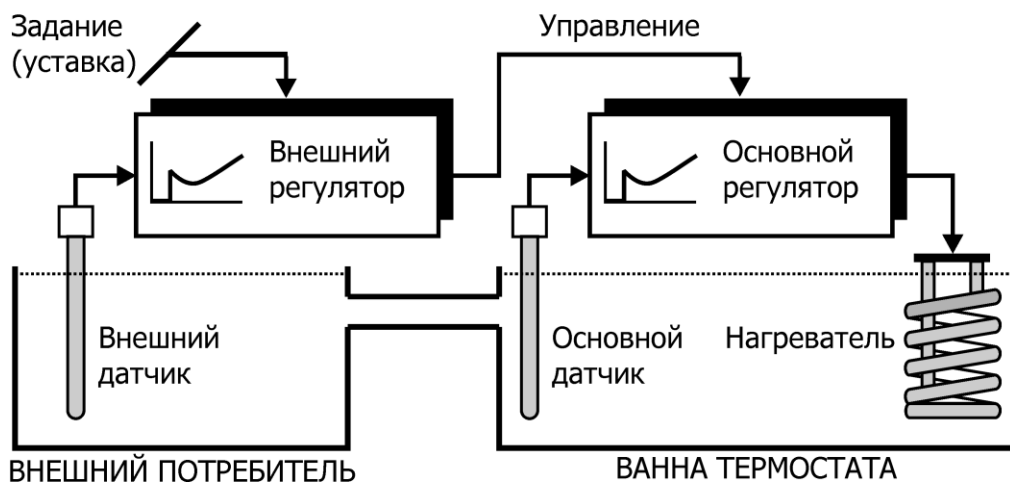 Задание
(уставка)
Управление
Внешний
регулятор
Основной
регулятор
Внешний
датчик
Основной
датчик
Нагреватель
ВНЕШНИЙ ПОТРЕБИТЕЛЬ
ВАННА ТЕРМОСТАТА